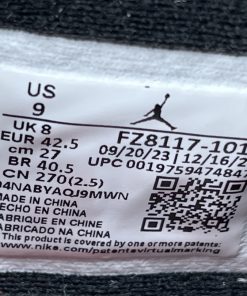 US
9
UK 8
EUR 42.5
cm 27
BR 40.5
CN 270(2.5)
FZ8117-101
09/20/23 12/16/2
UPC 0019759474847
04NABYAQJ9MWN
MADE IN CHINA
HECHO EN CHINA
FABRIQUE EN CHINE
FABRICADO EN CHINA
This product is covered by one or more patents
www.nike.com/patentsvirtualmarking